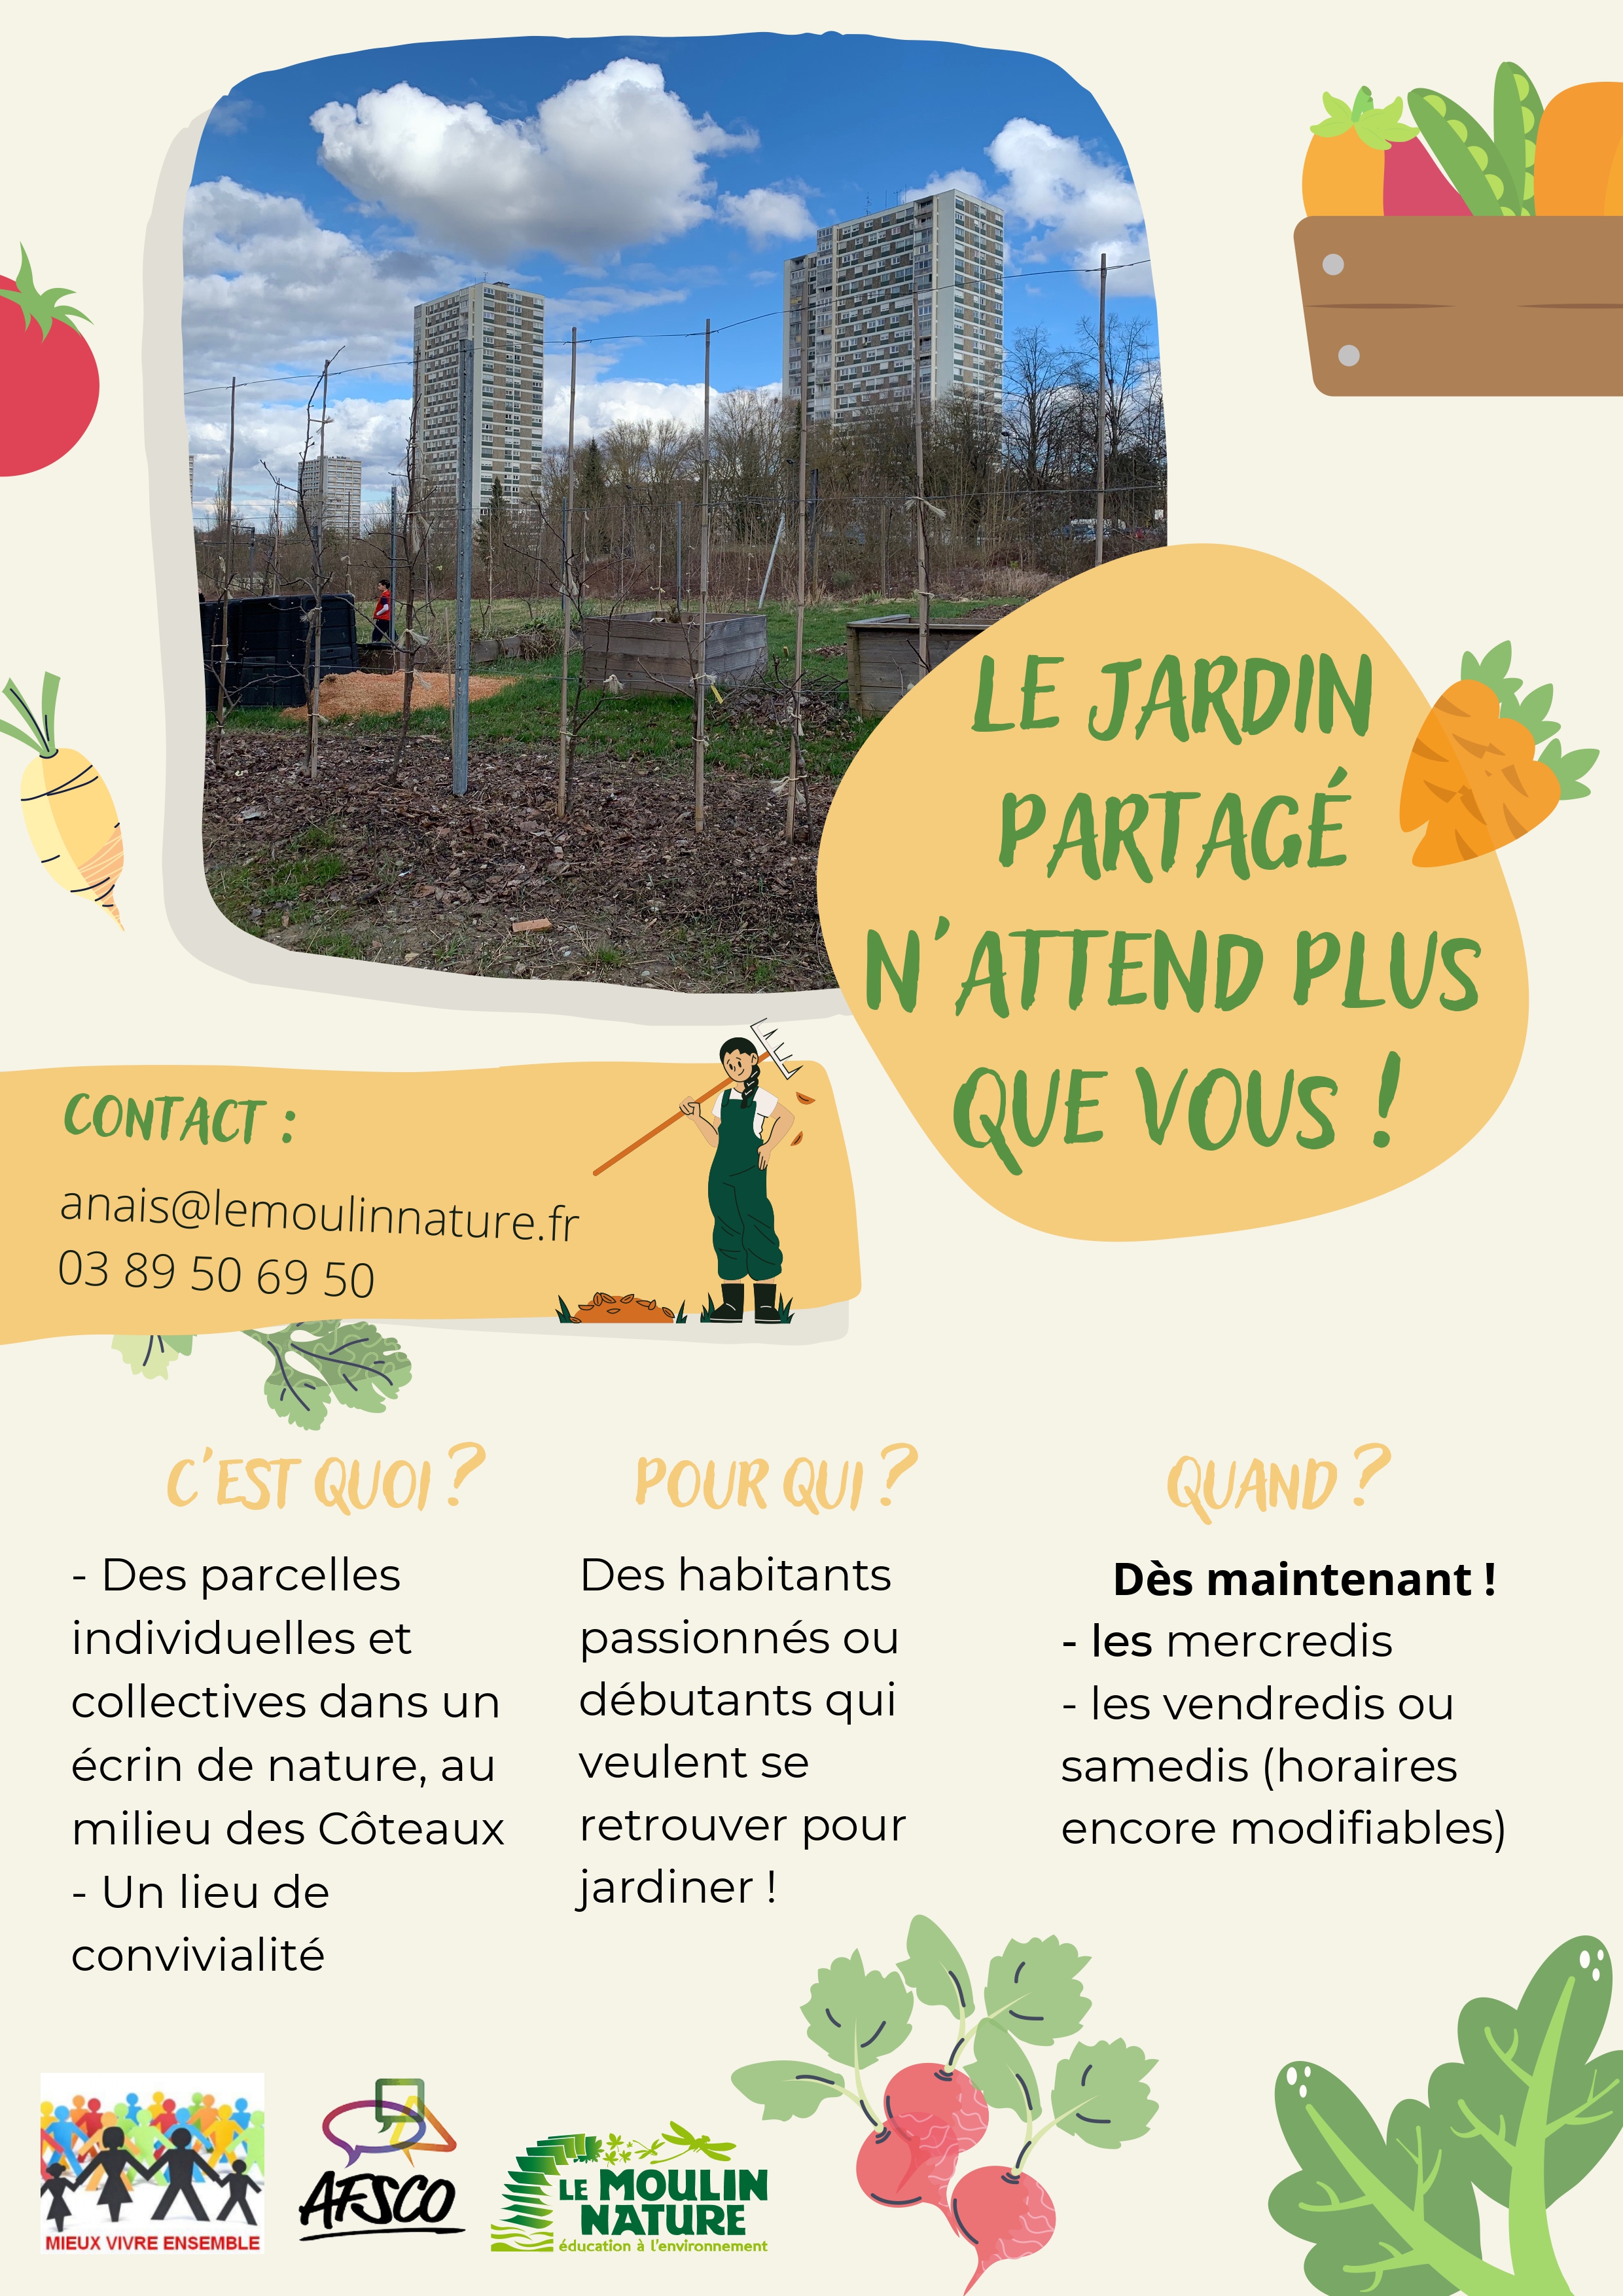 LE JARDIN
PARTAGÉ
N'ATTEND PLUS
QUE VOUS !
CONTACT :
anais@lemoulinnature.fr
03 89 50 69 50
C'EST QUOI ?
- Des parcelles
individuelles et
collectives dans un
écrin de nature, au
milieu des Côteaux
- Un lieu de
convivialité
POUR QUI ?
Des habitants
passionnés ou
débutants qui
veulent se
retrouver pour
jardiner !
QUAND ?
Dès maintenant !
- les mercredis
- les vendredis ou
samedis (horaires
encore modifiables)
MIEUX VIVRE ENSEMBLE
AFSCO
LE MOULIN
NATURE
éducation à l'environnement